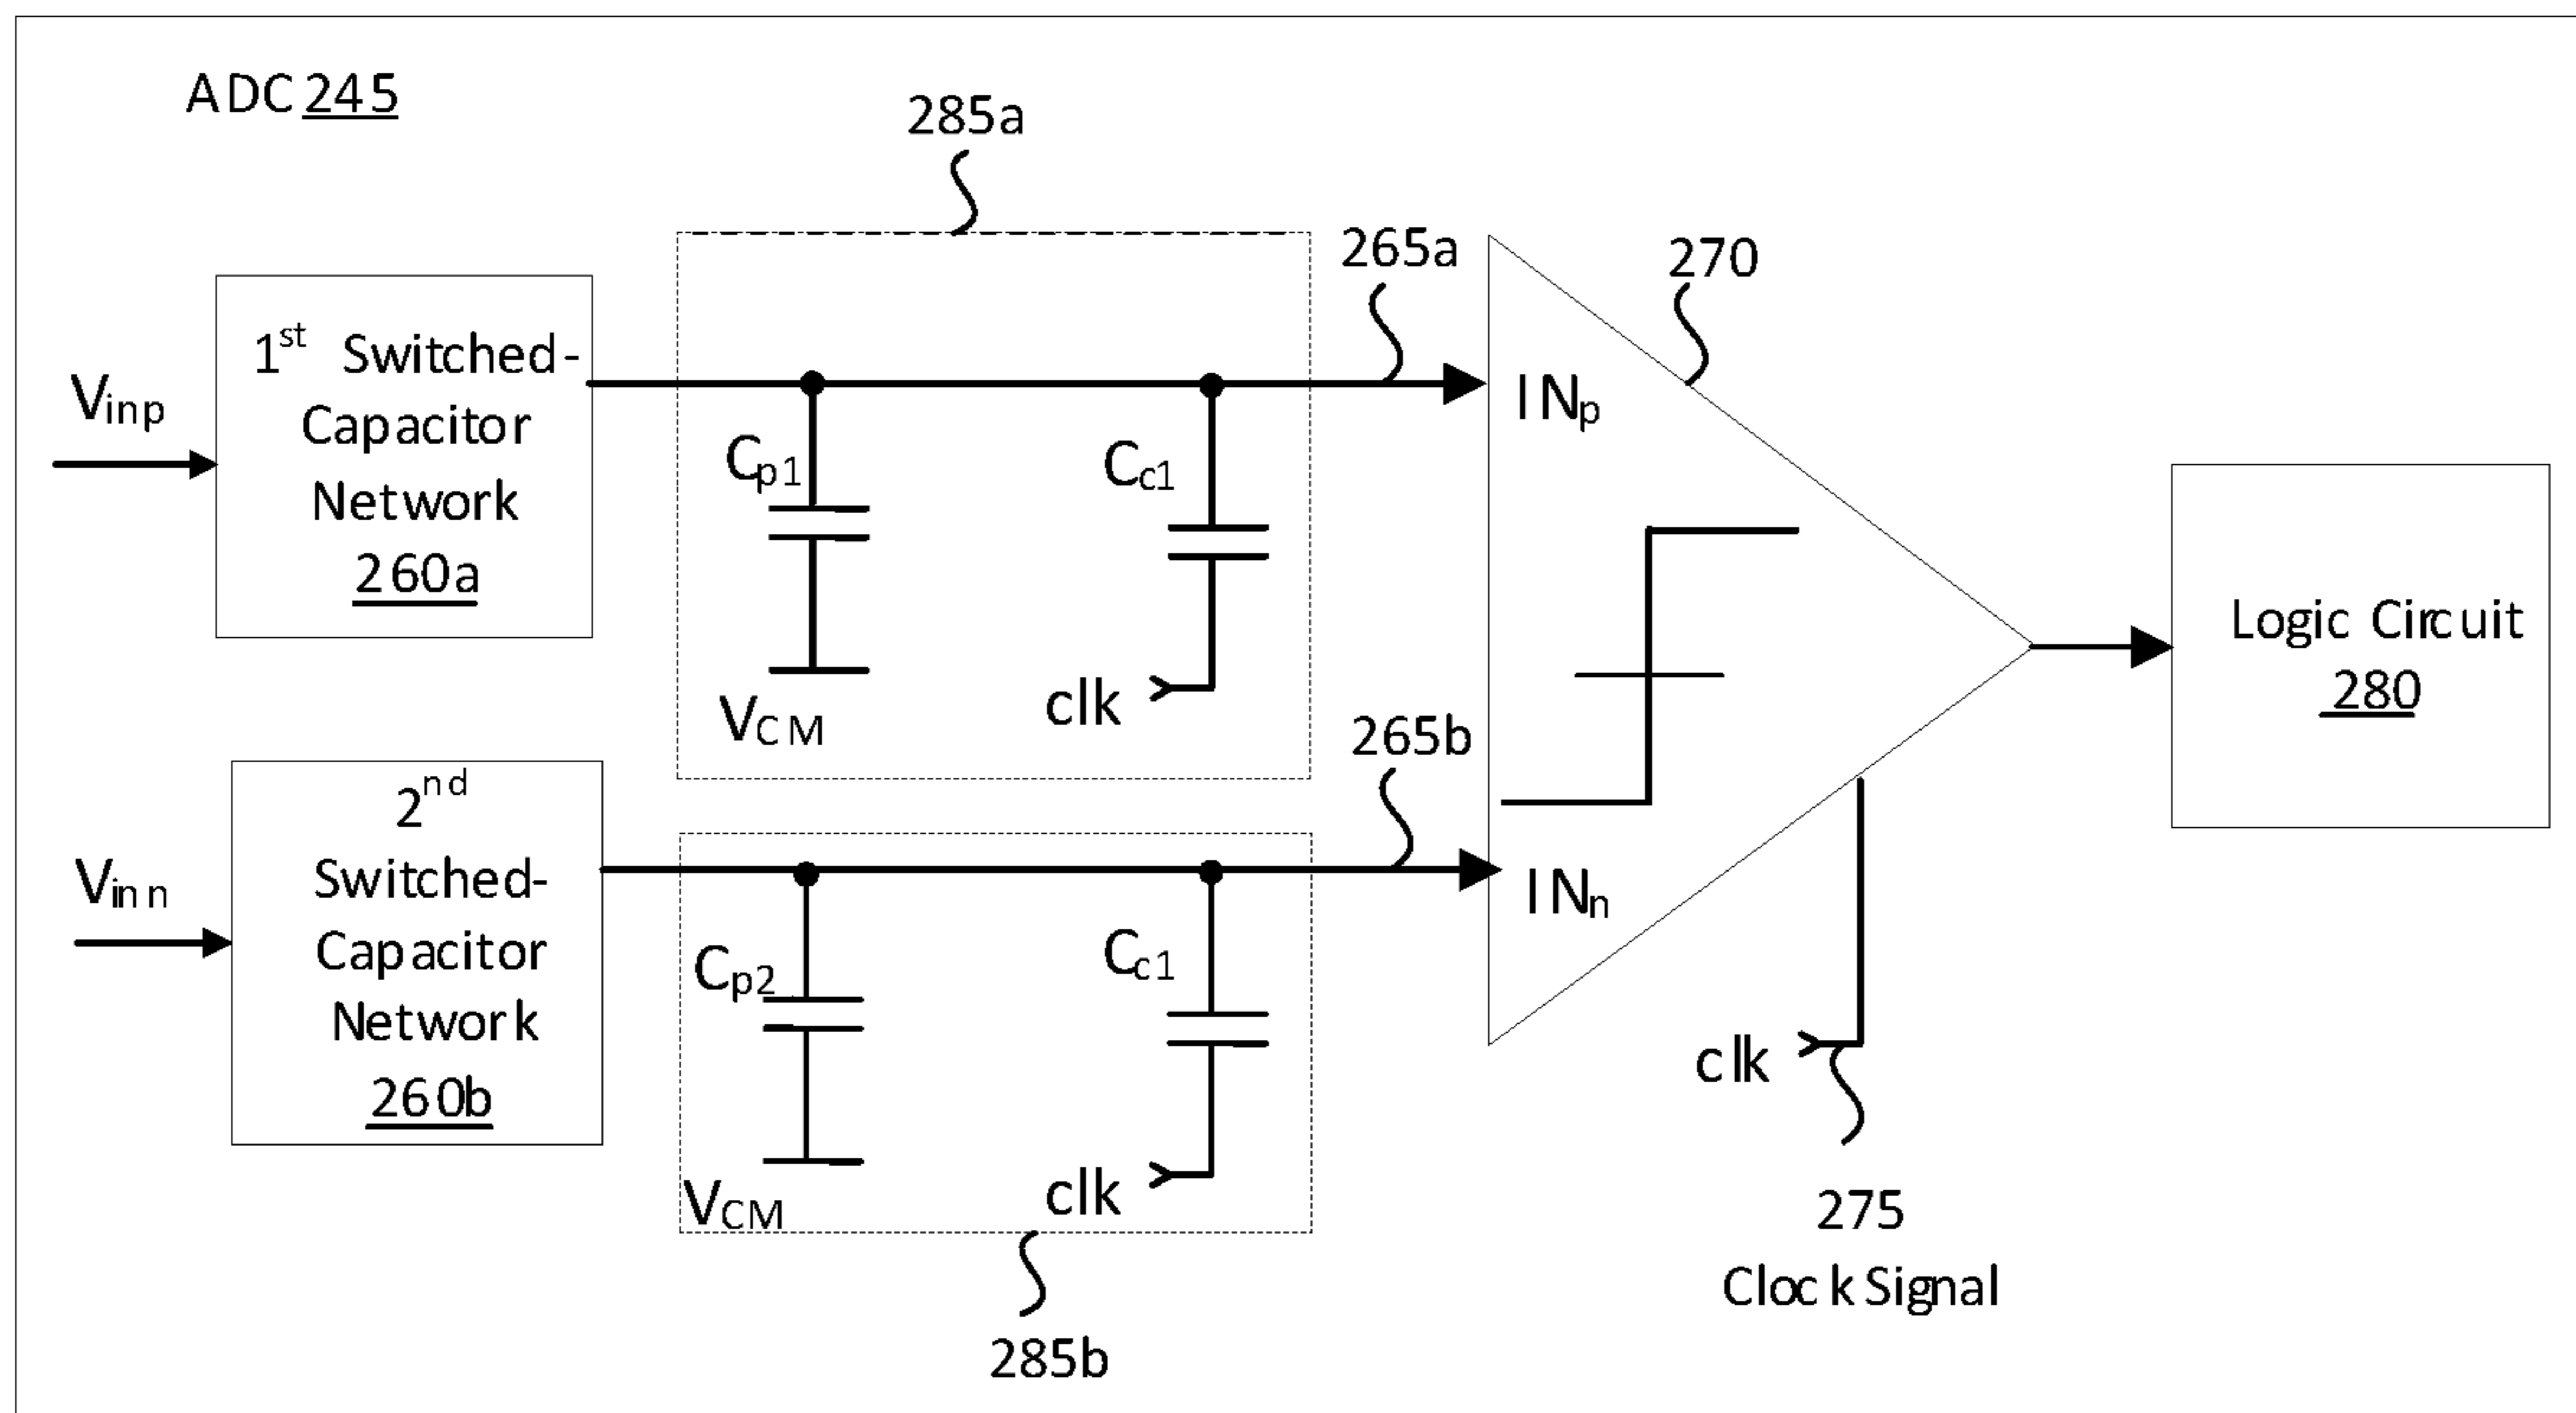 ADC 245
285a
265a
270
Vinp
1st Switched-
Capacitor
Network
260a
Cp1
Cc1
INp
VCM
clk
265b
Logic Circuit
280
Vinn
2nd
Switched-
Capacitor
Network
260b
Cp2
Cc1
INn
VCM
clk
clk
275
Clock Signal
285b